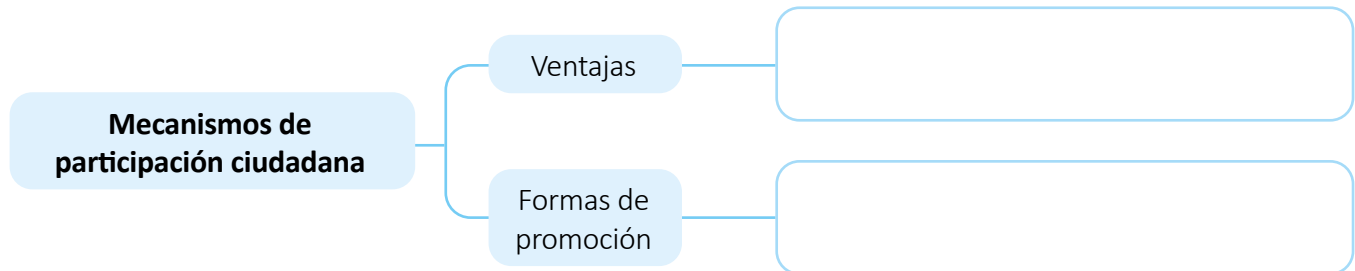 Mecanismos de
participación ciudadana
Ventajas
Formas de
promoción